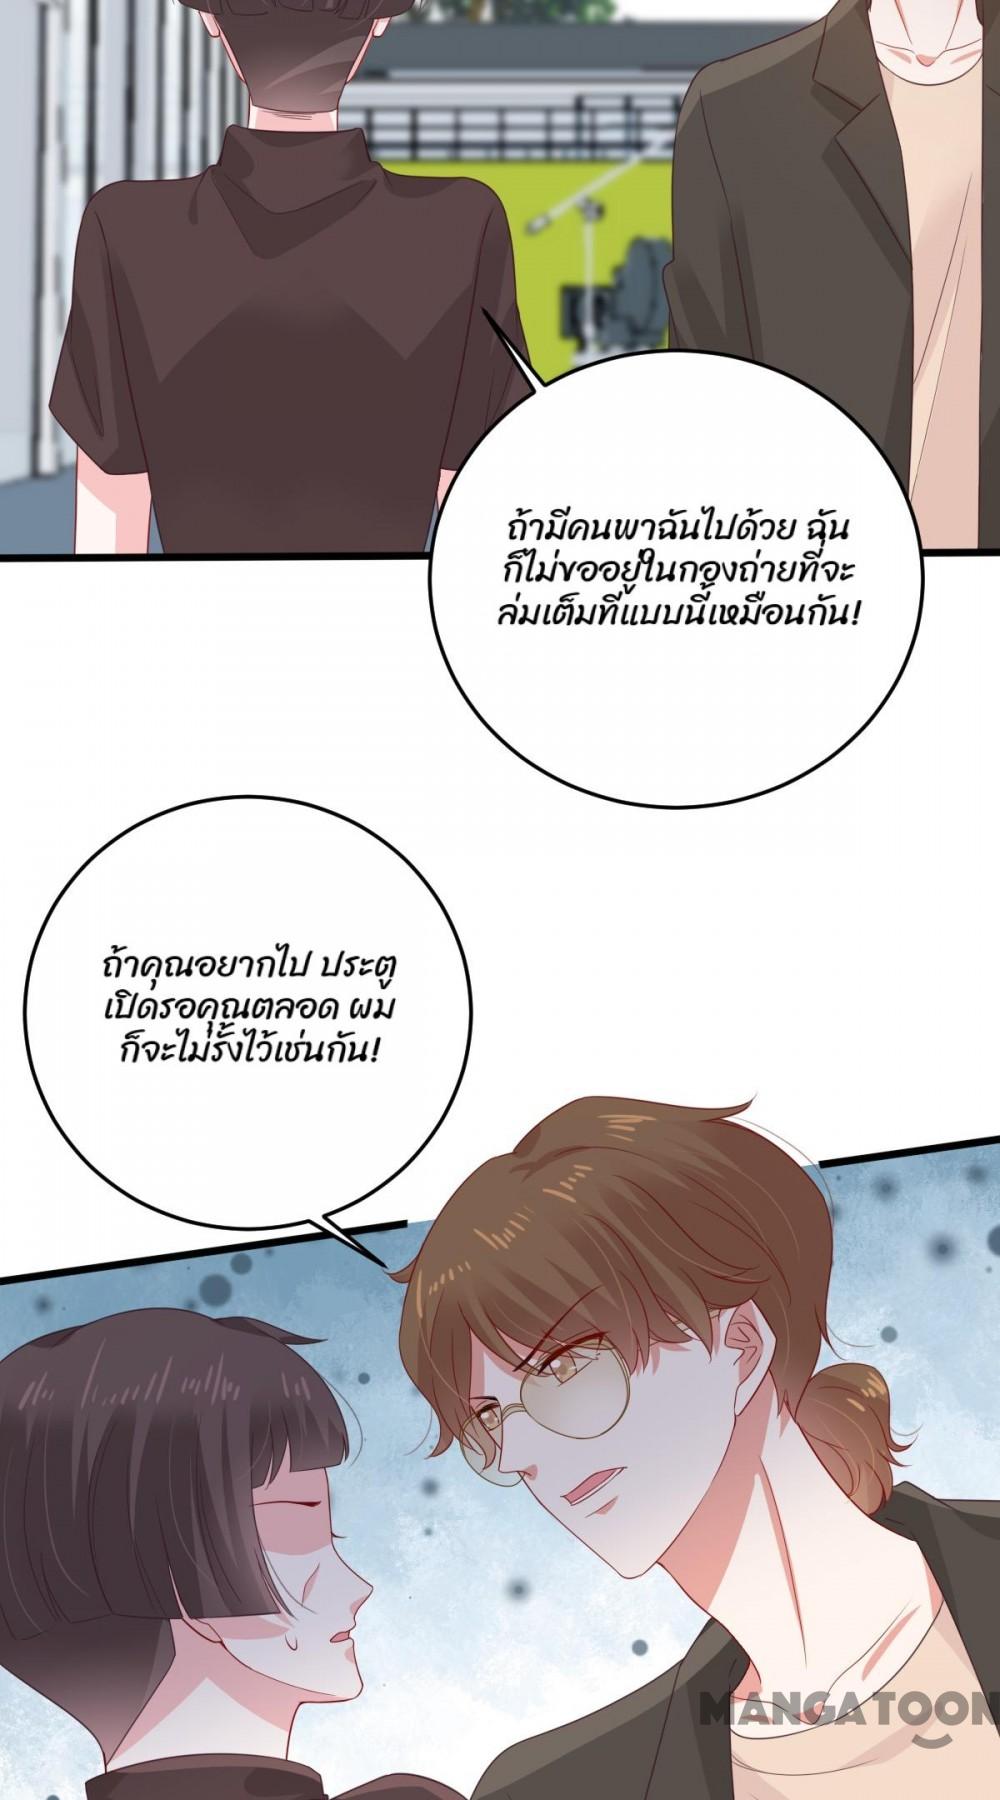 ถ้ามีคนพาฉันไปด้วย ฉัน
ก็ไม่ขออยู่ในกองถ่ายที่จะ
ล่มเต็มทีแบบนี้เหมือนกัน!
ถ้าคุณอยากไป ประตู
เปิดรอคุณตลอด ผม
ก็จะไม่รั้งไว้เช่นกัน!
MANGATOON